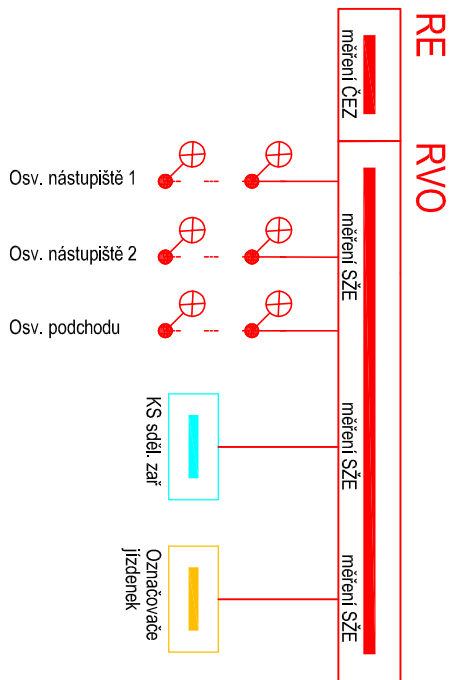 RE
měření ČEZ
RVO
měření SŽE
Osv. nástupiště 1
Osv. nástupiště 2
Osv. podchodu
měření SŽE
KS sděl. zař
měření SŽE
Označovače
jízdenek